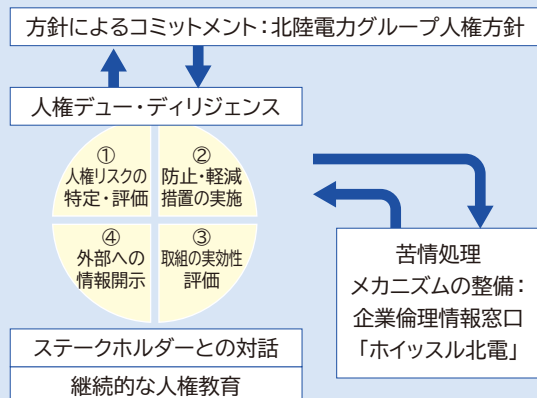 方針によるコミットメント：北陸電力グループ人権方針
人権デュー・ディリジェンス
①
人権リスクの
特定・評価
②
防止・軽減
措置の実施
④
外部への
情報開示
③
取組の実効性
評価
苦情処理
メカニズムの整備：
企業倫理情報窓口
「ホイッスル北電」
ステークホルダーとの対話
継続的な人権教育